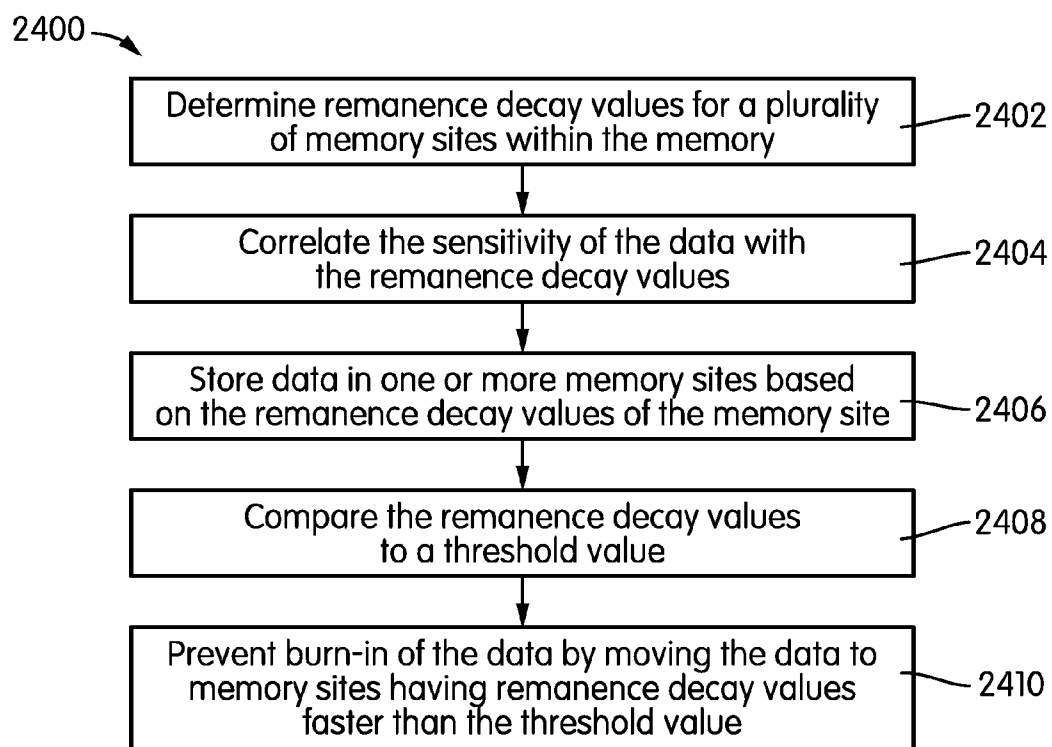 2400
Determine remanence decay values for a plurality
of memory sites within the memory
2402
Correlate the sensitivity of the data with
the remanence decay values
2404
Store data in one or more memory sites based
on the remanence decay values of the memory site
2406
Compare the remanence decay values
to a threshold value
2408
Prevent burn-in of the data by moving the data to
memory sites having remanence decay values
faster than the threshold value
2410